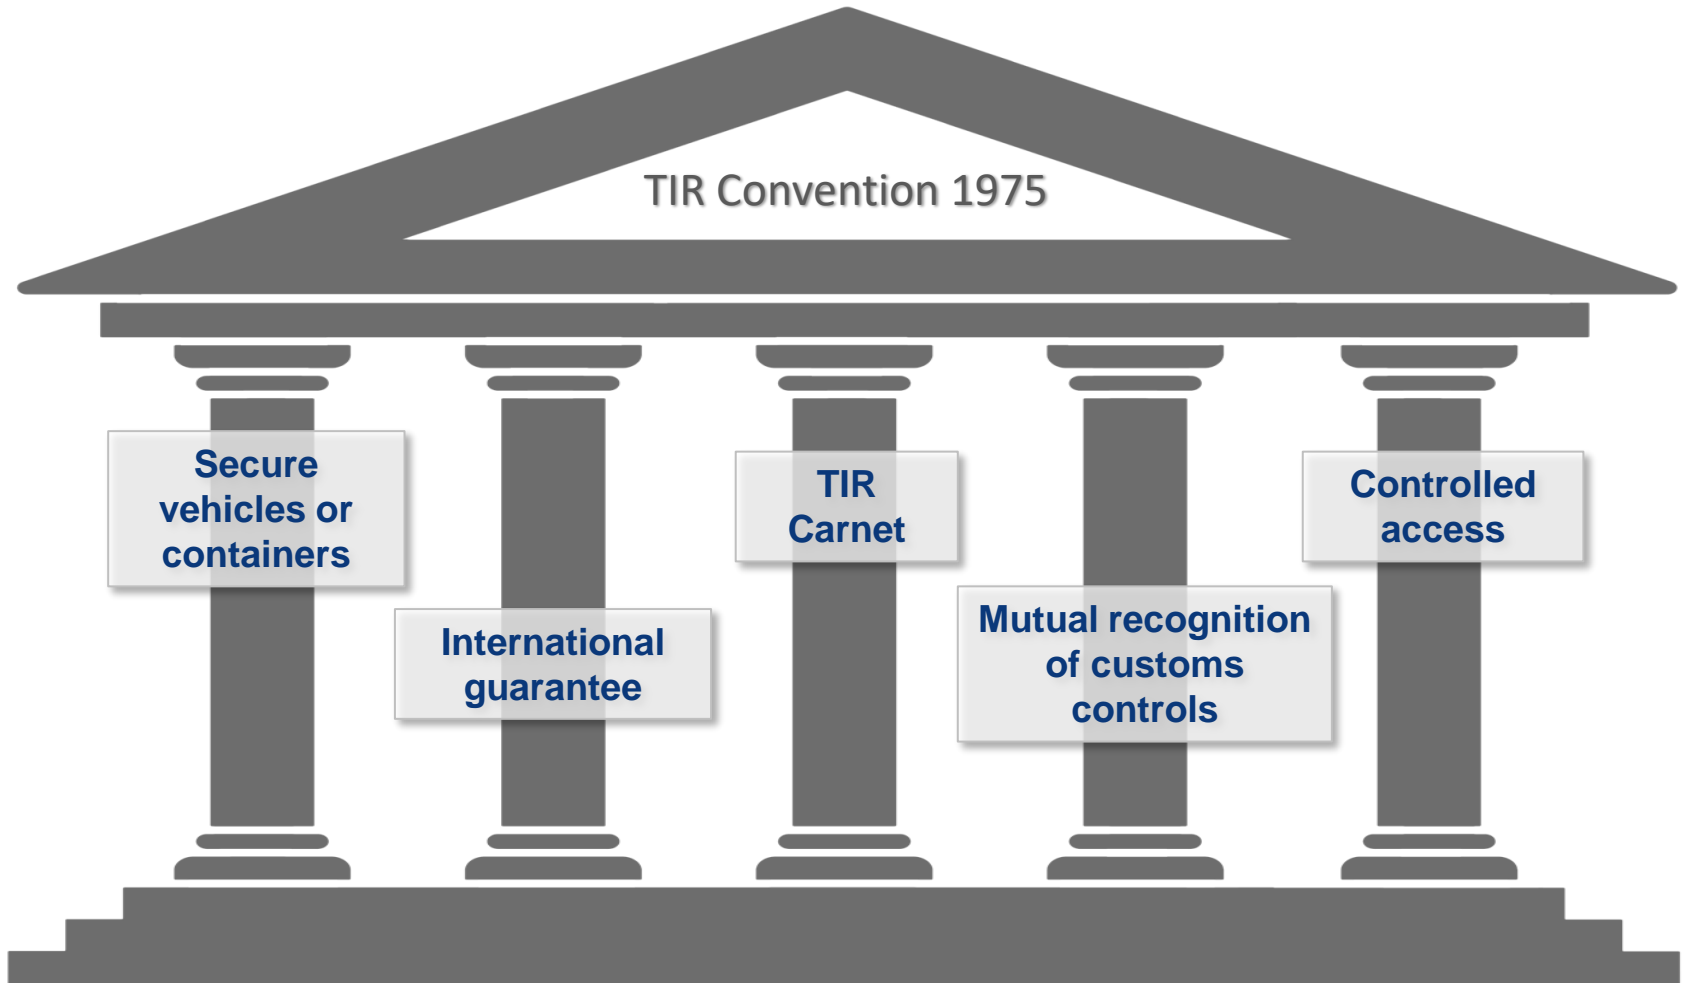 TIR Convention 1975
Secure
vehicles or
containers
International
guarantee
TIR
Carnet
Mutual recognition
of customs
controls
Controlled
access